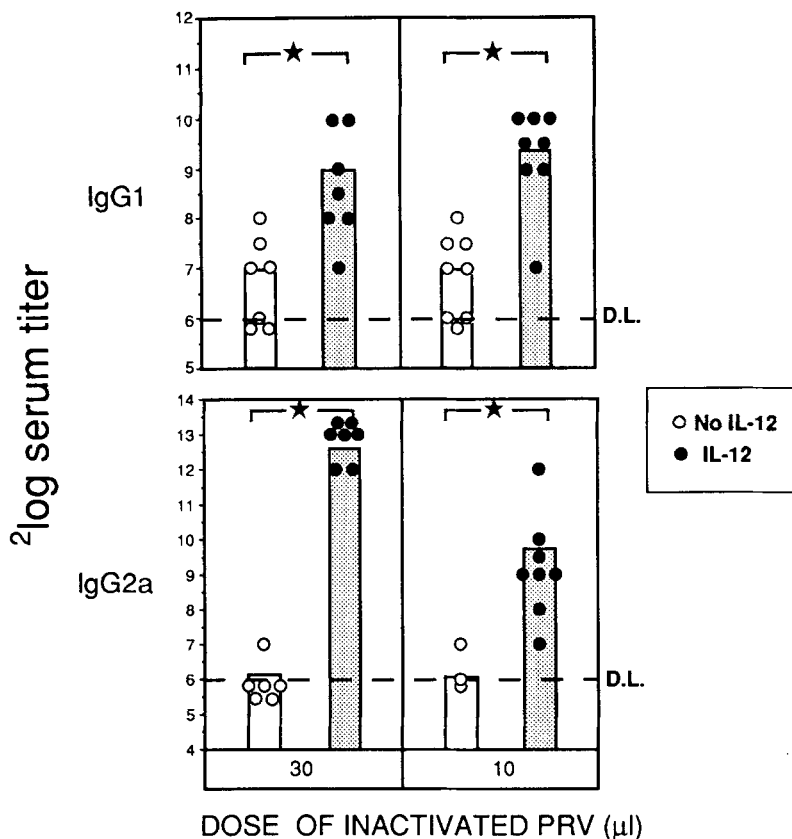 12
11
10
9
8
7
6
5
IgG1
D.L.
14
13
12
11
10
9
8
7
6
5
4
IgG2a
D.L.
2log serum titer
No IL-12
IL-12
30 10
DOSE OF INACTIVATED PRV (µl)